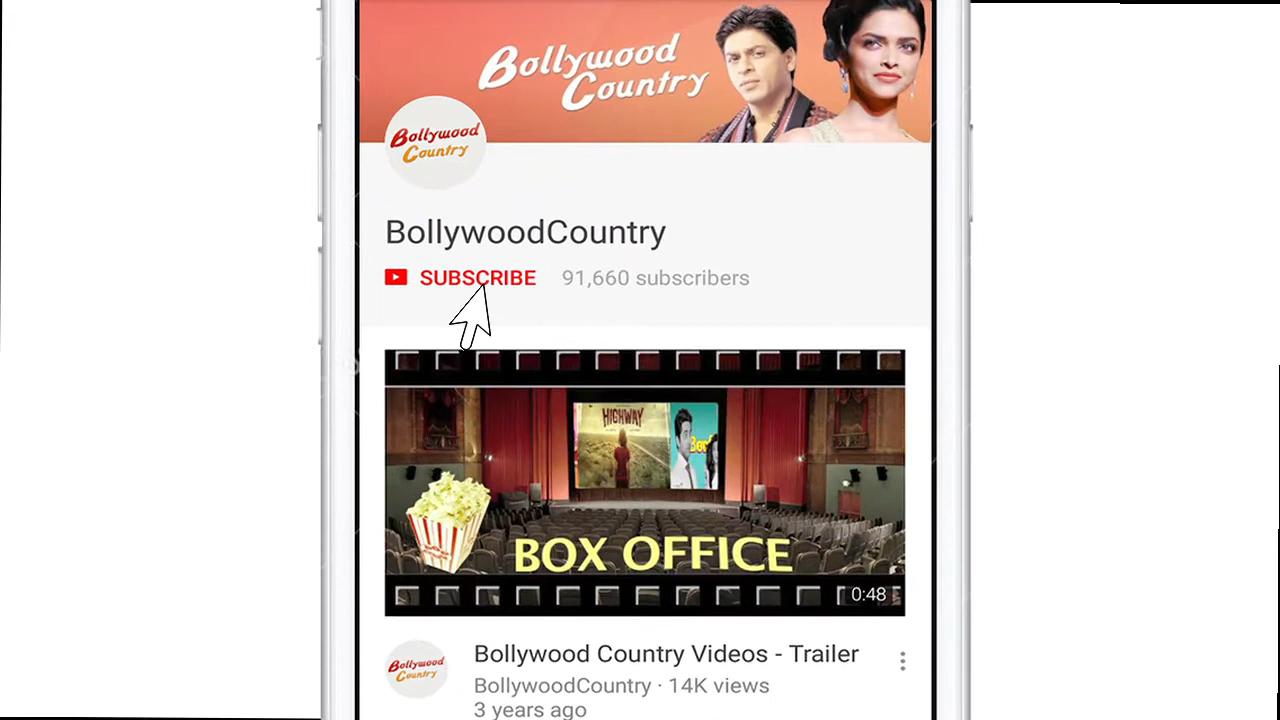 Bollywood
Country
Bollywood
Country
BollywoodCountry
SUBSCRIBE 91,660 subscribers
HIGHWAY
BOX OFFICE
0:48
Bollywood
Country
Bollywood Country Videos - Trailer
BollywoodCountry · 14K views
3 years ago